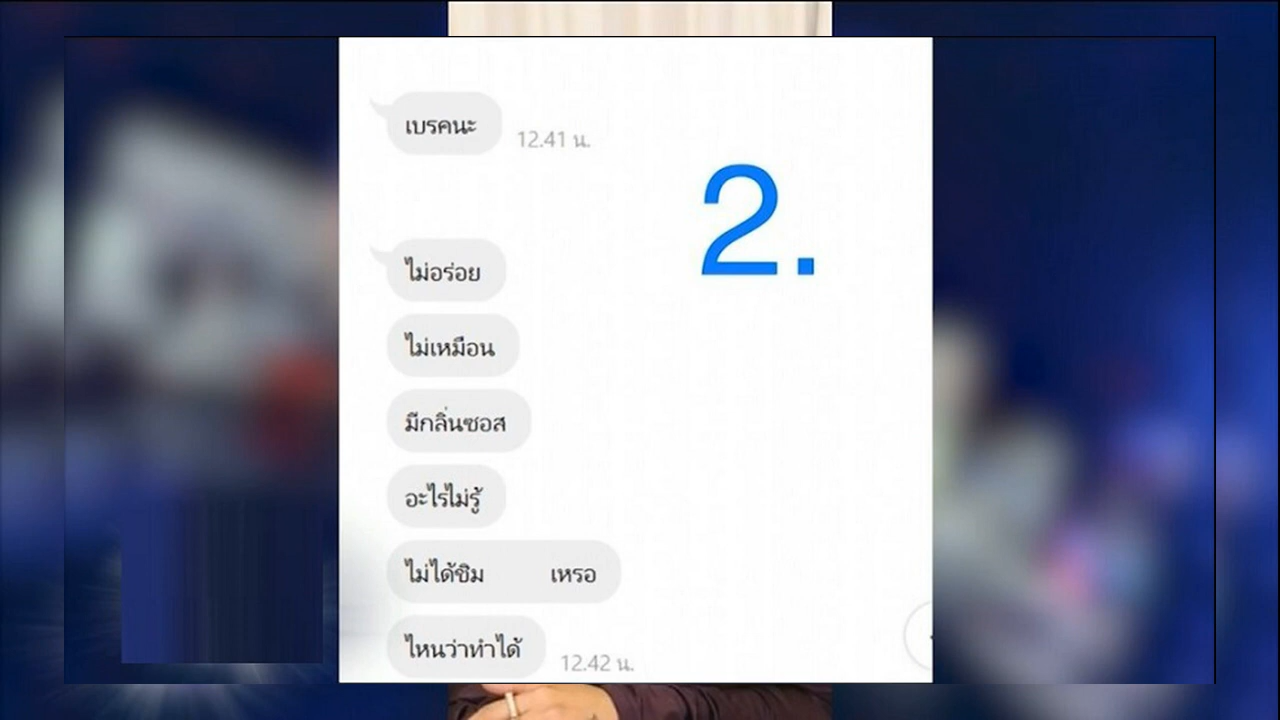 เบรคนะ
12.41 น.
2.
ไม่อร่อย
ไม่เหมือน
มีกลิ่นซอส
อะไรไม่รู้
ไม่ได้ชิม เหรอ
ไหนว่าทำได้
12.42 น.